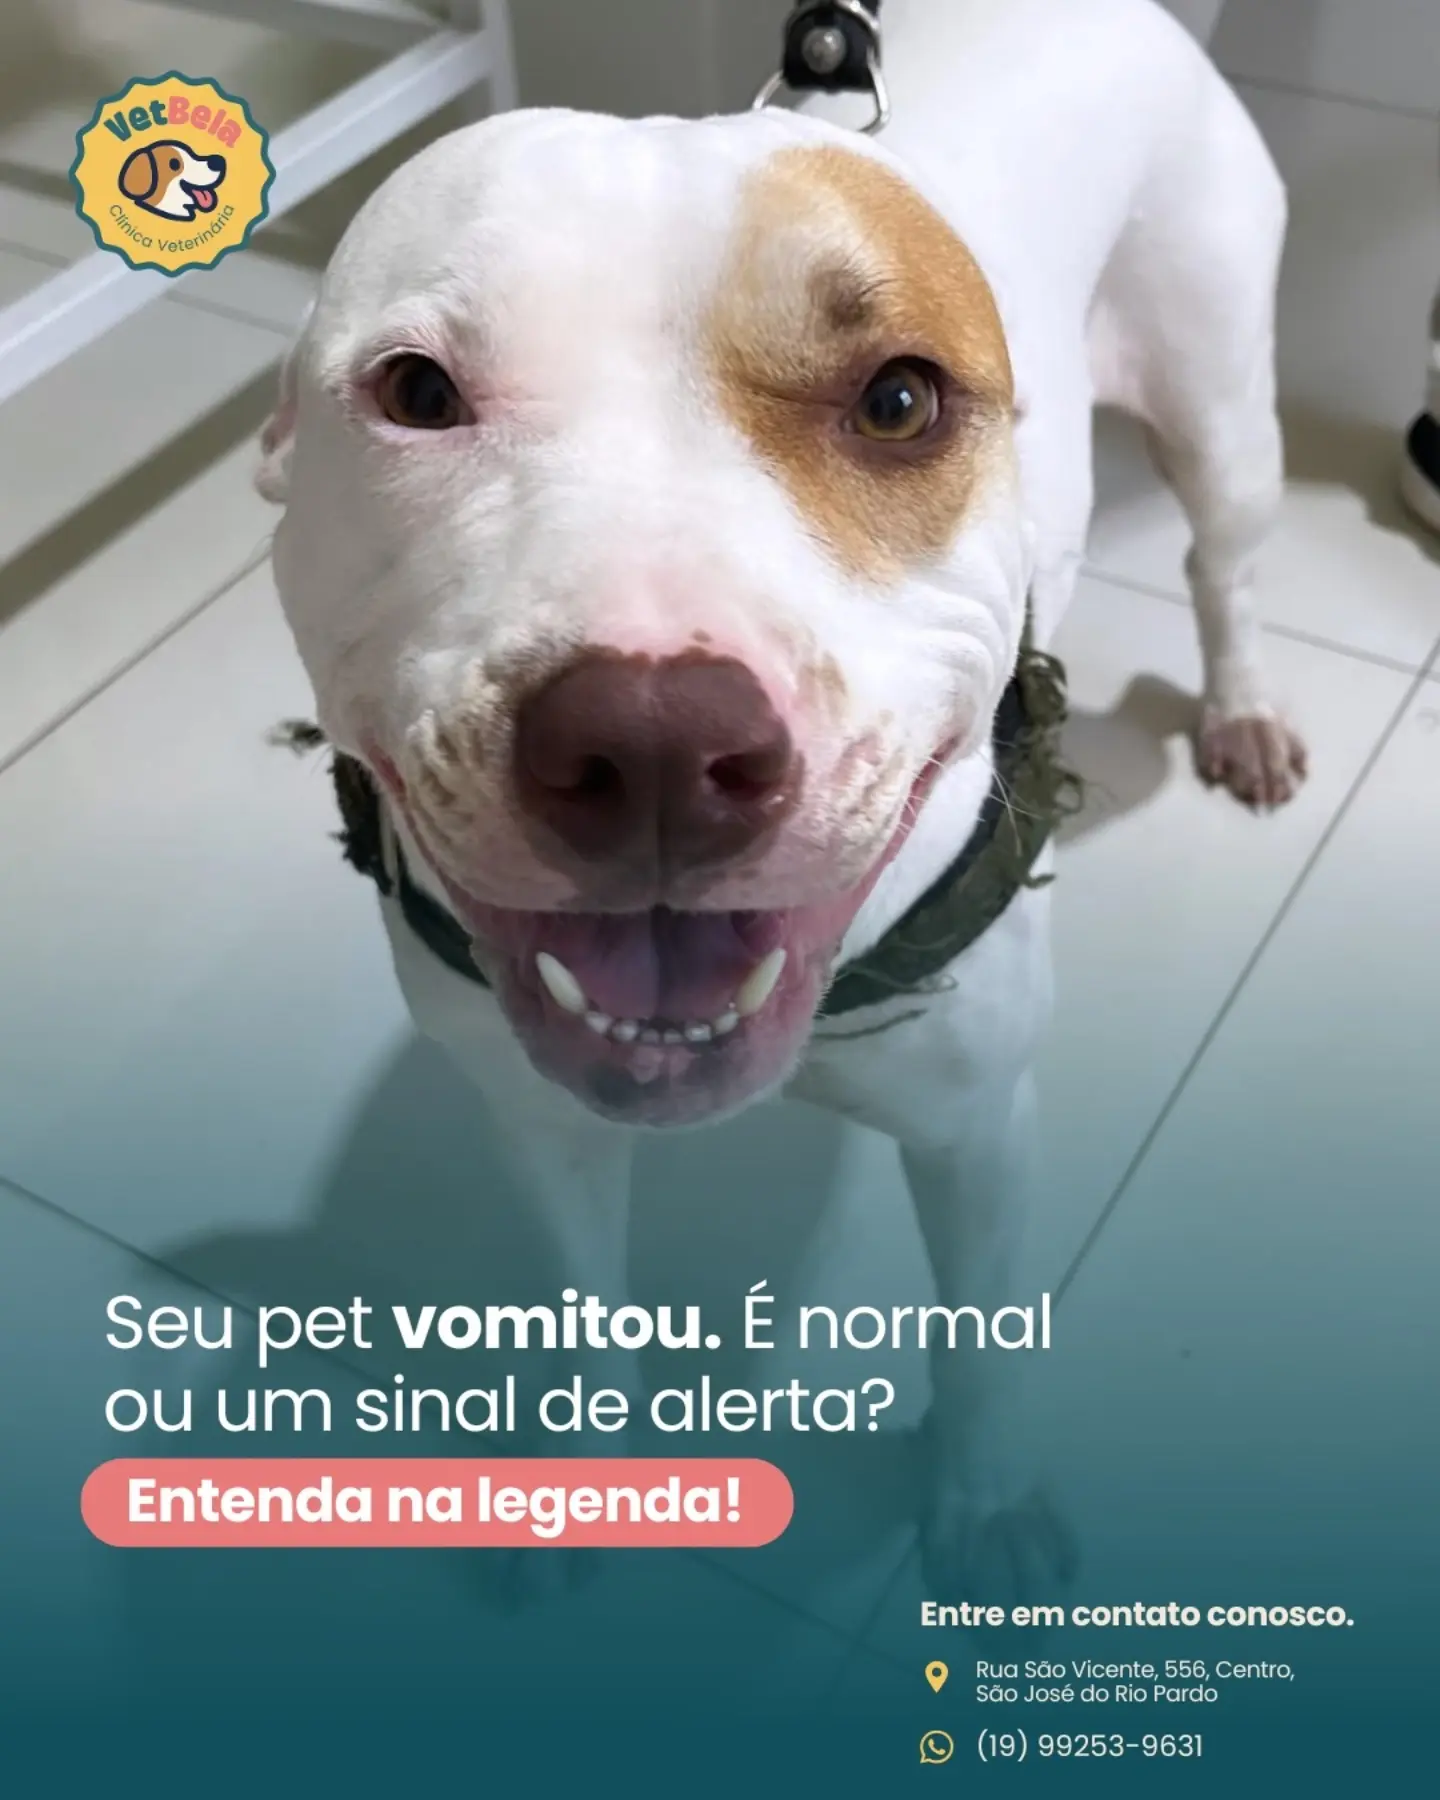 VetBela
Clínica Veterinária
Seu pet vomitou. É normal
ou um sinal de alerta?
Entenda na legenda!
Entre em contato conosco.
Rua São Vicente, 556, Centro,
São José do Rio Pardo
(19) 99253-9631